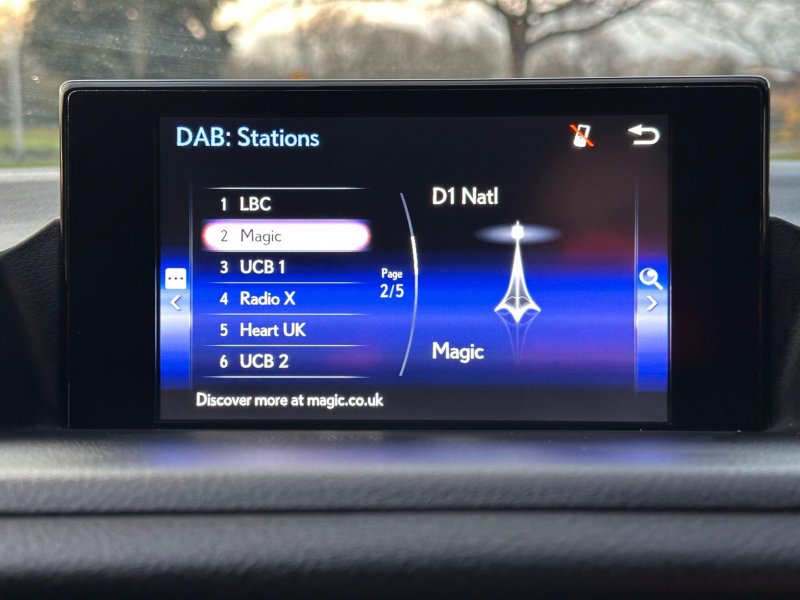 DAB: Stations
1 LBC
2 Magic
3 UCB 1
4 Radio X
5 Heart UK
6 UCB 2
Page
2/5
D1 Natl
Magic
Discover more at magic.co.uk